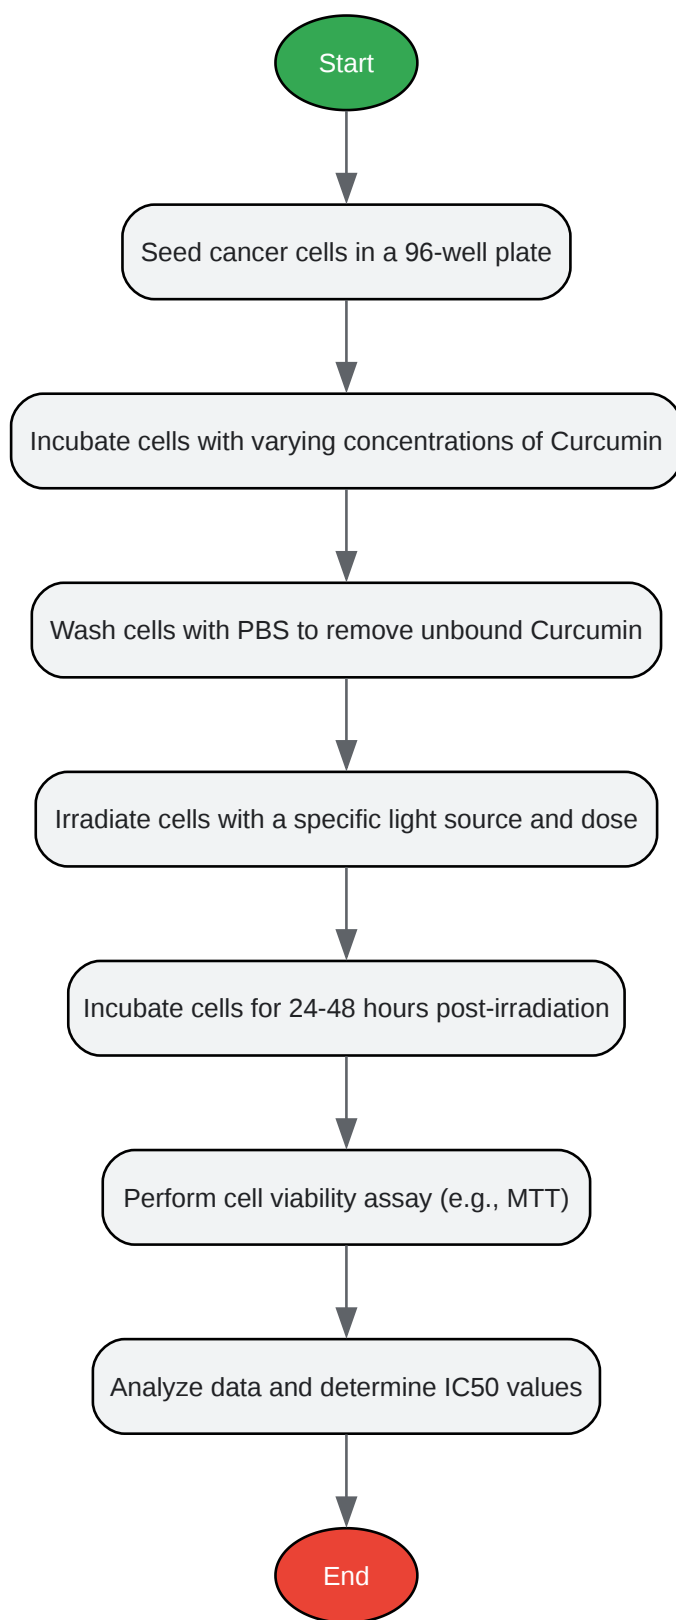 Start
Seed cancer cells in a 96-well plate
Incubate cells with varying concentrations of Curcumin
Wash cells with PBS to remove unbound Curcumin
Irradiate cells with a specific light source and dose
Incubate cells for 24-48 hours post-irradiation
Perform cell viability assay (e.g., MTT)
Analyze data and determine IC50 values
End